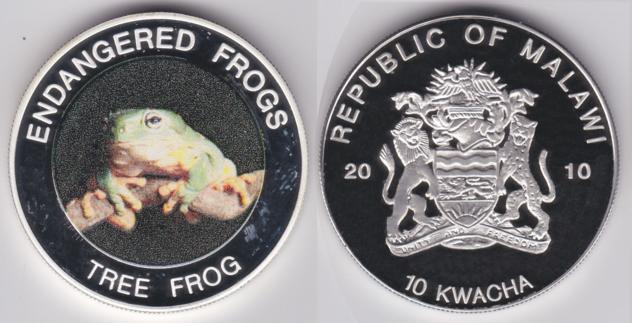 ENDANGERED FROGS
TREE FROG
REPUBLIC OF MALAWI
20 10
UNITY AND FREEDOM
10 KWACHA